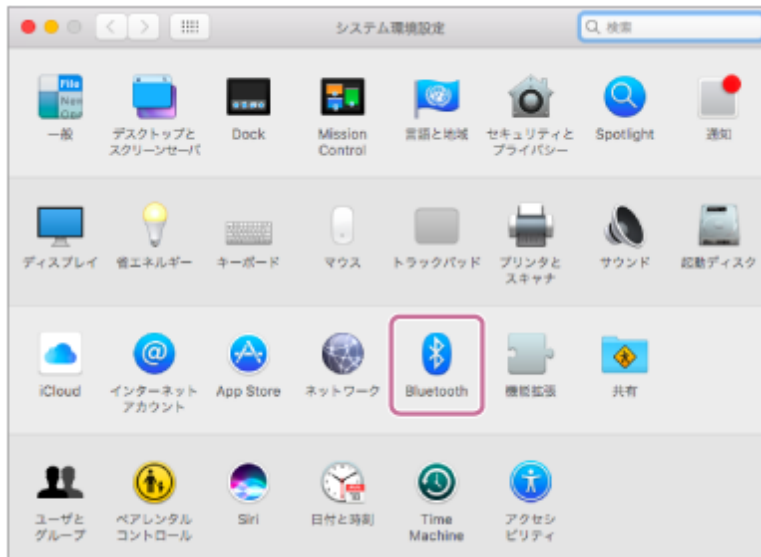 システム環境設定
検索
一般
デスクトップと
スクリーンセーバ
Dock
Mission
Control
言語と地域
セキュリティと
プライバシー
Spotlight
通知
ディスプレイ
省エネルギー
キーボード
マウス
トラックパッド
プリンタと
スキャナ
サウンド
起動ディスク
iCloud
インターネット
アカウント
App Store
ネットワーク
Bluetooth
機能拡張
共有
ユーザと
グループ
ペアレンタル
コントロール
Siri
日付と時刻
Time
Machine
アクセシ
ビリティ